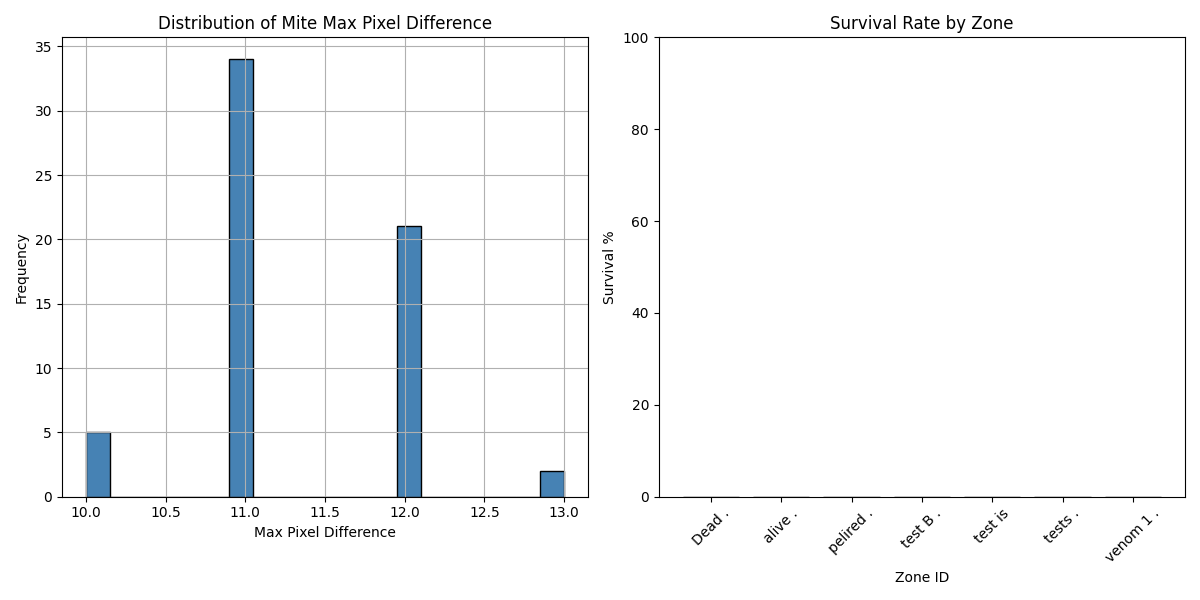 Distribution of Mite Max Pixel Difference
35
30
25
20
15
10
5
0
Frequency
10.0 10.5 11.0 11.5 12.0 12.5 13.0
Max Pixel Difference
Survival Rate by Zone
100
80
60
40
20
0
Survival %
Dead .
alive .
pelired .
test B .
test is
tests .
venom 1 .
Zone ID